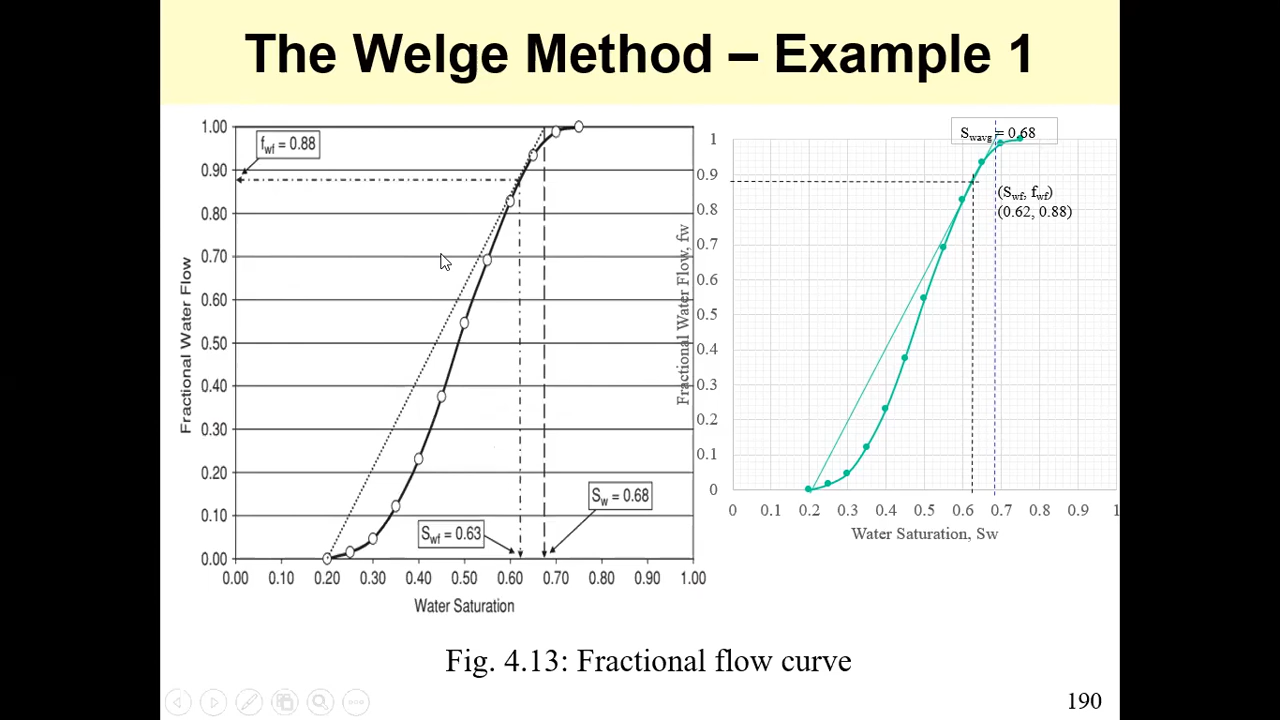 The Welge Method – Example 1
f_wf = 0.88
1.00
0.90
0.80
0.70
0.60
0.50
0.40
0.30
0.20
0.10
0.00
Fractional Water Flow
0.00 0.10 0.20 0.30 0.40 0.50 0.60 0.70 0.80 0.90 1.00
Water Saturation
S_wf = 0.63
S_w = 0.68
S_wavg = 0.68
(S_wf, f_wf)
(0.62, 0.88)
1
0.9
0.8
0.7
0.6
0.5
0.4
0.3
0.2
0.1
0
Fractional Water Flow, fw
0 0.1 0.2 0.3 0.4 0.5 0.6 0.7 0.8 0.9 1
Water Saturation, Sw
Fig. 4.13: Fractional flow curve
190